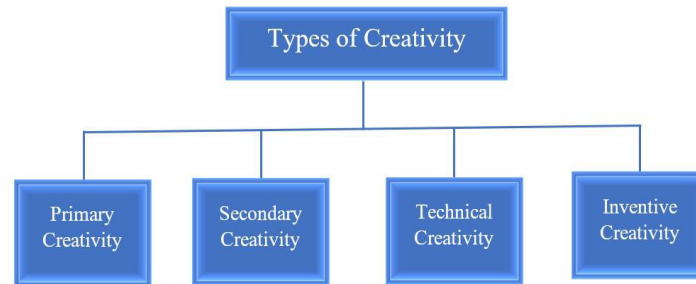 Types of Creativity
Primary
Creativity
Secondary
Creativity
Technical
Creativity
Inventive
Creativity